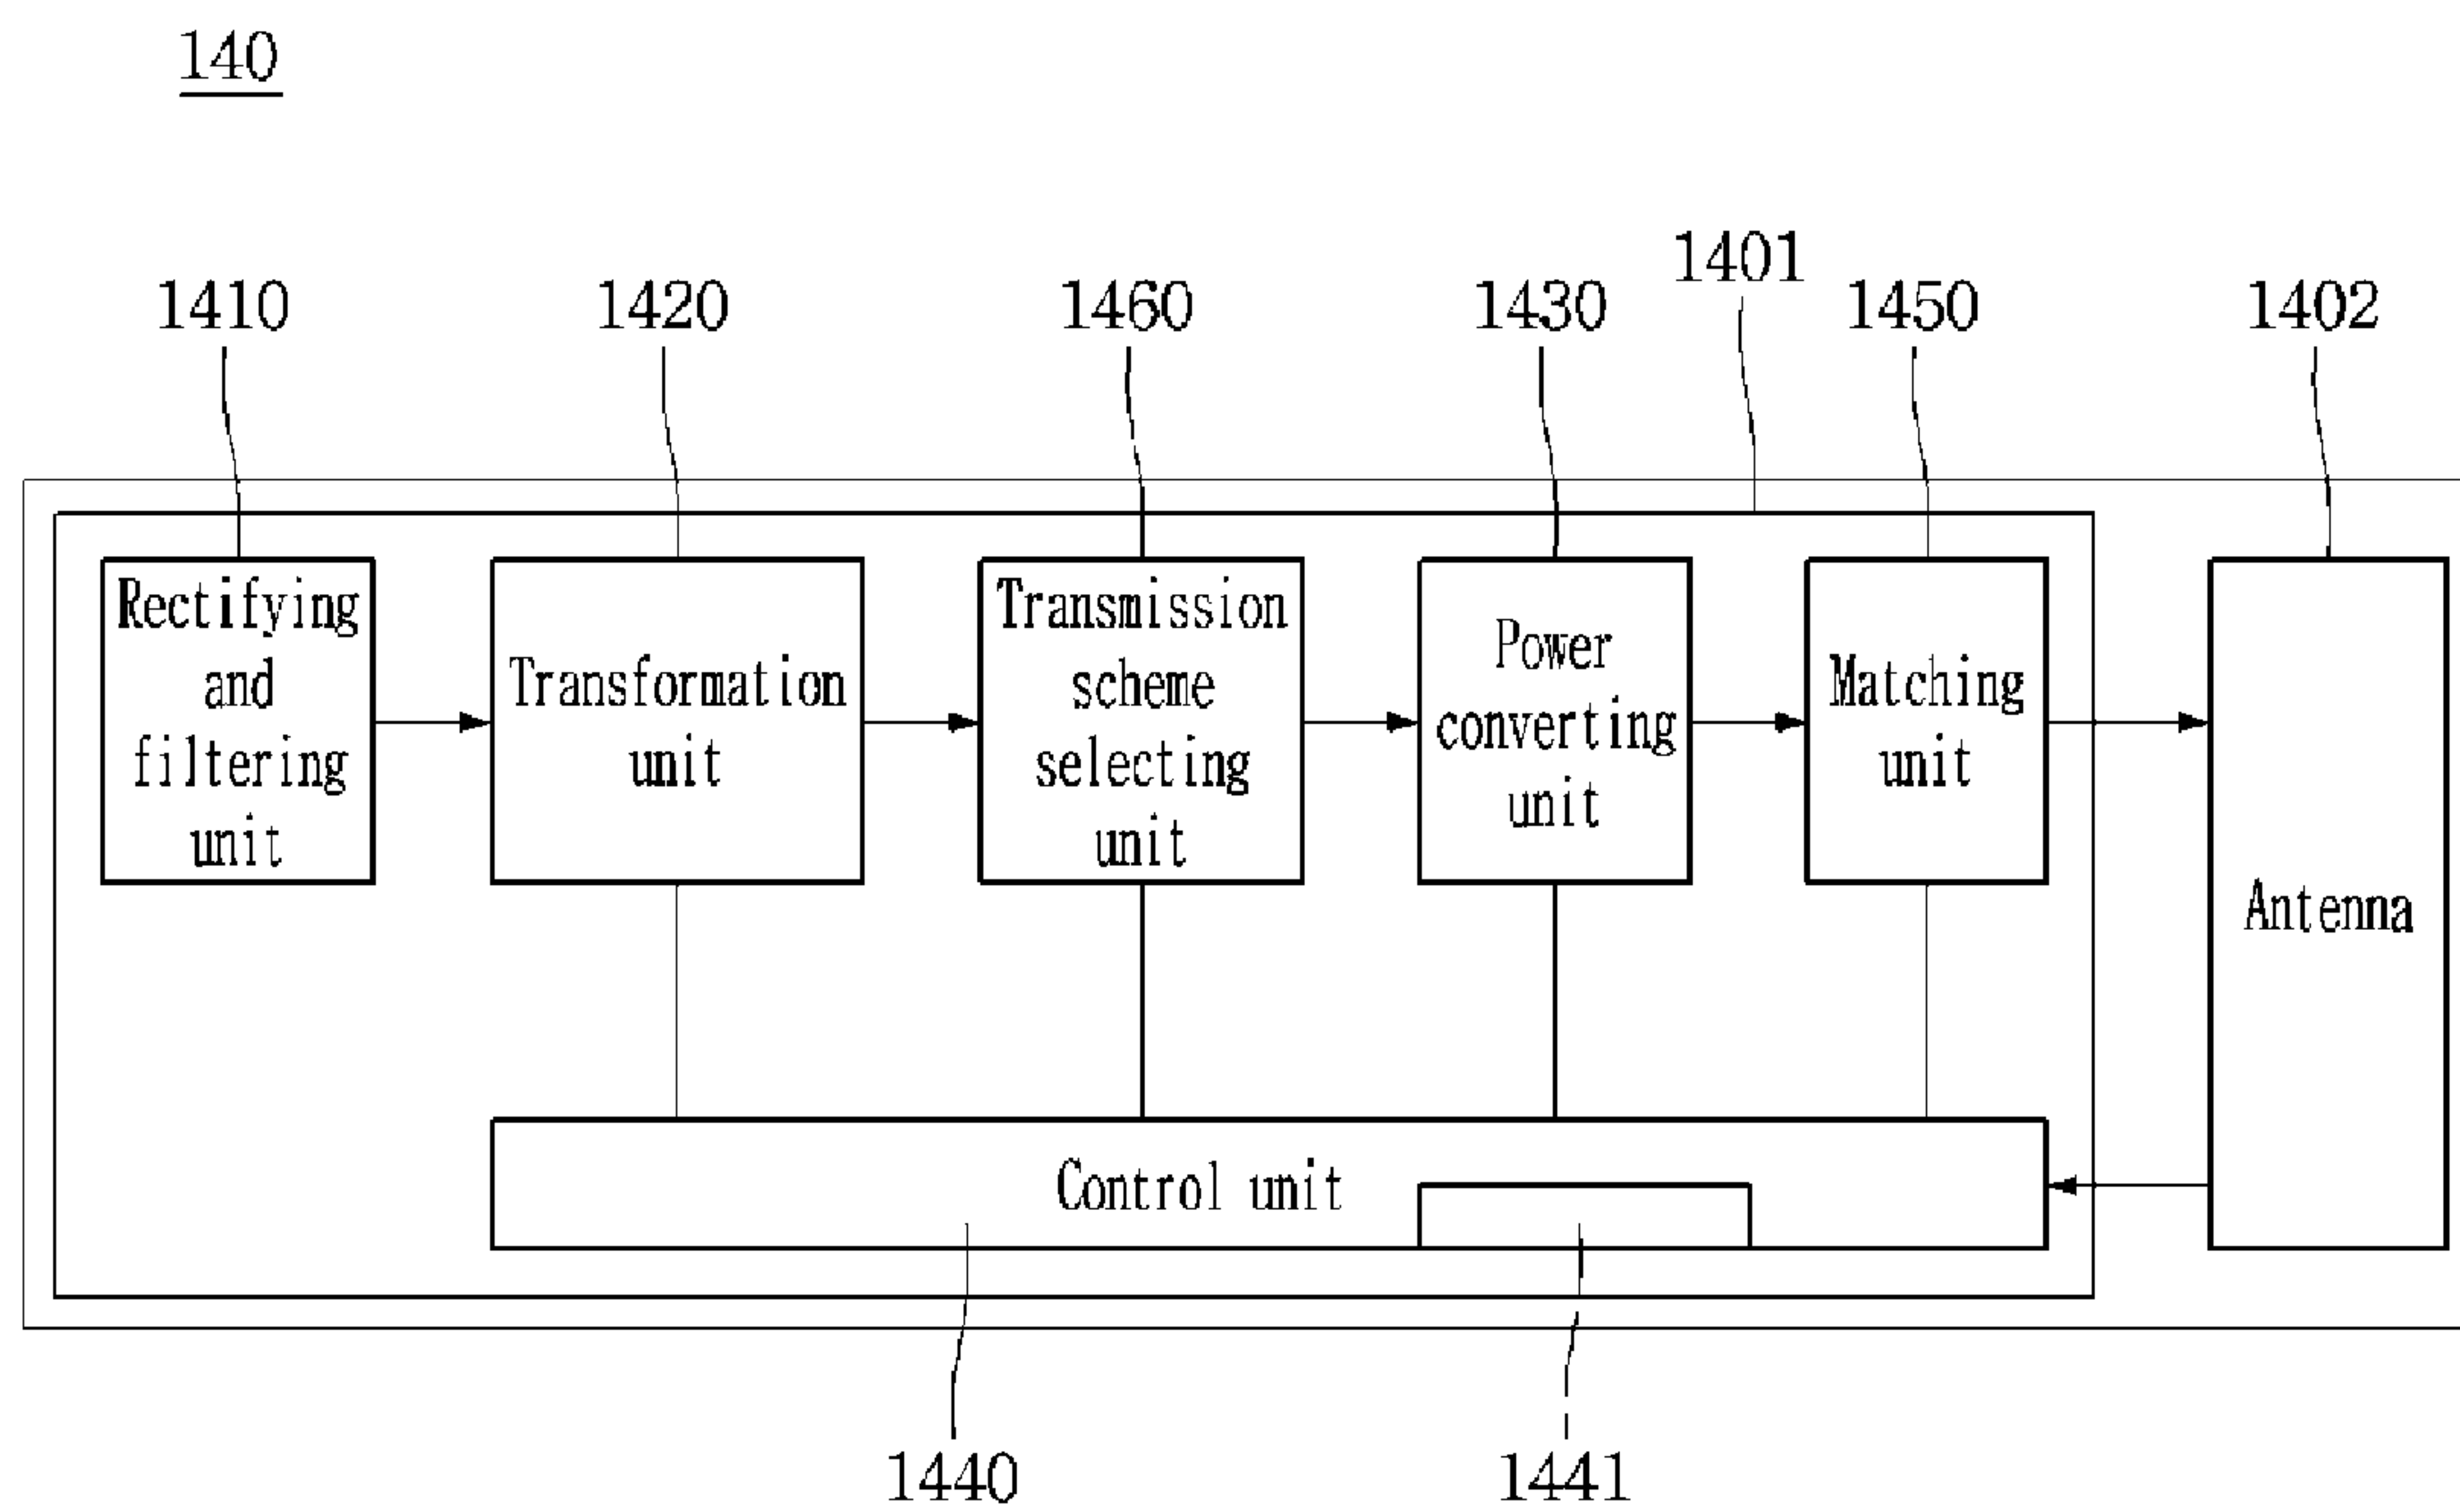 140
1401
1410
1420
1460
1430
1450
1402
Rectifying
and
filtering
unit
Transformation
unit
Transmission
scheme
selecting
unit
Power
converting
unit
Matching
unit
Antenna
Control unit
1440
1441